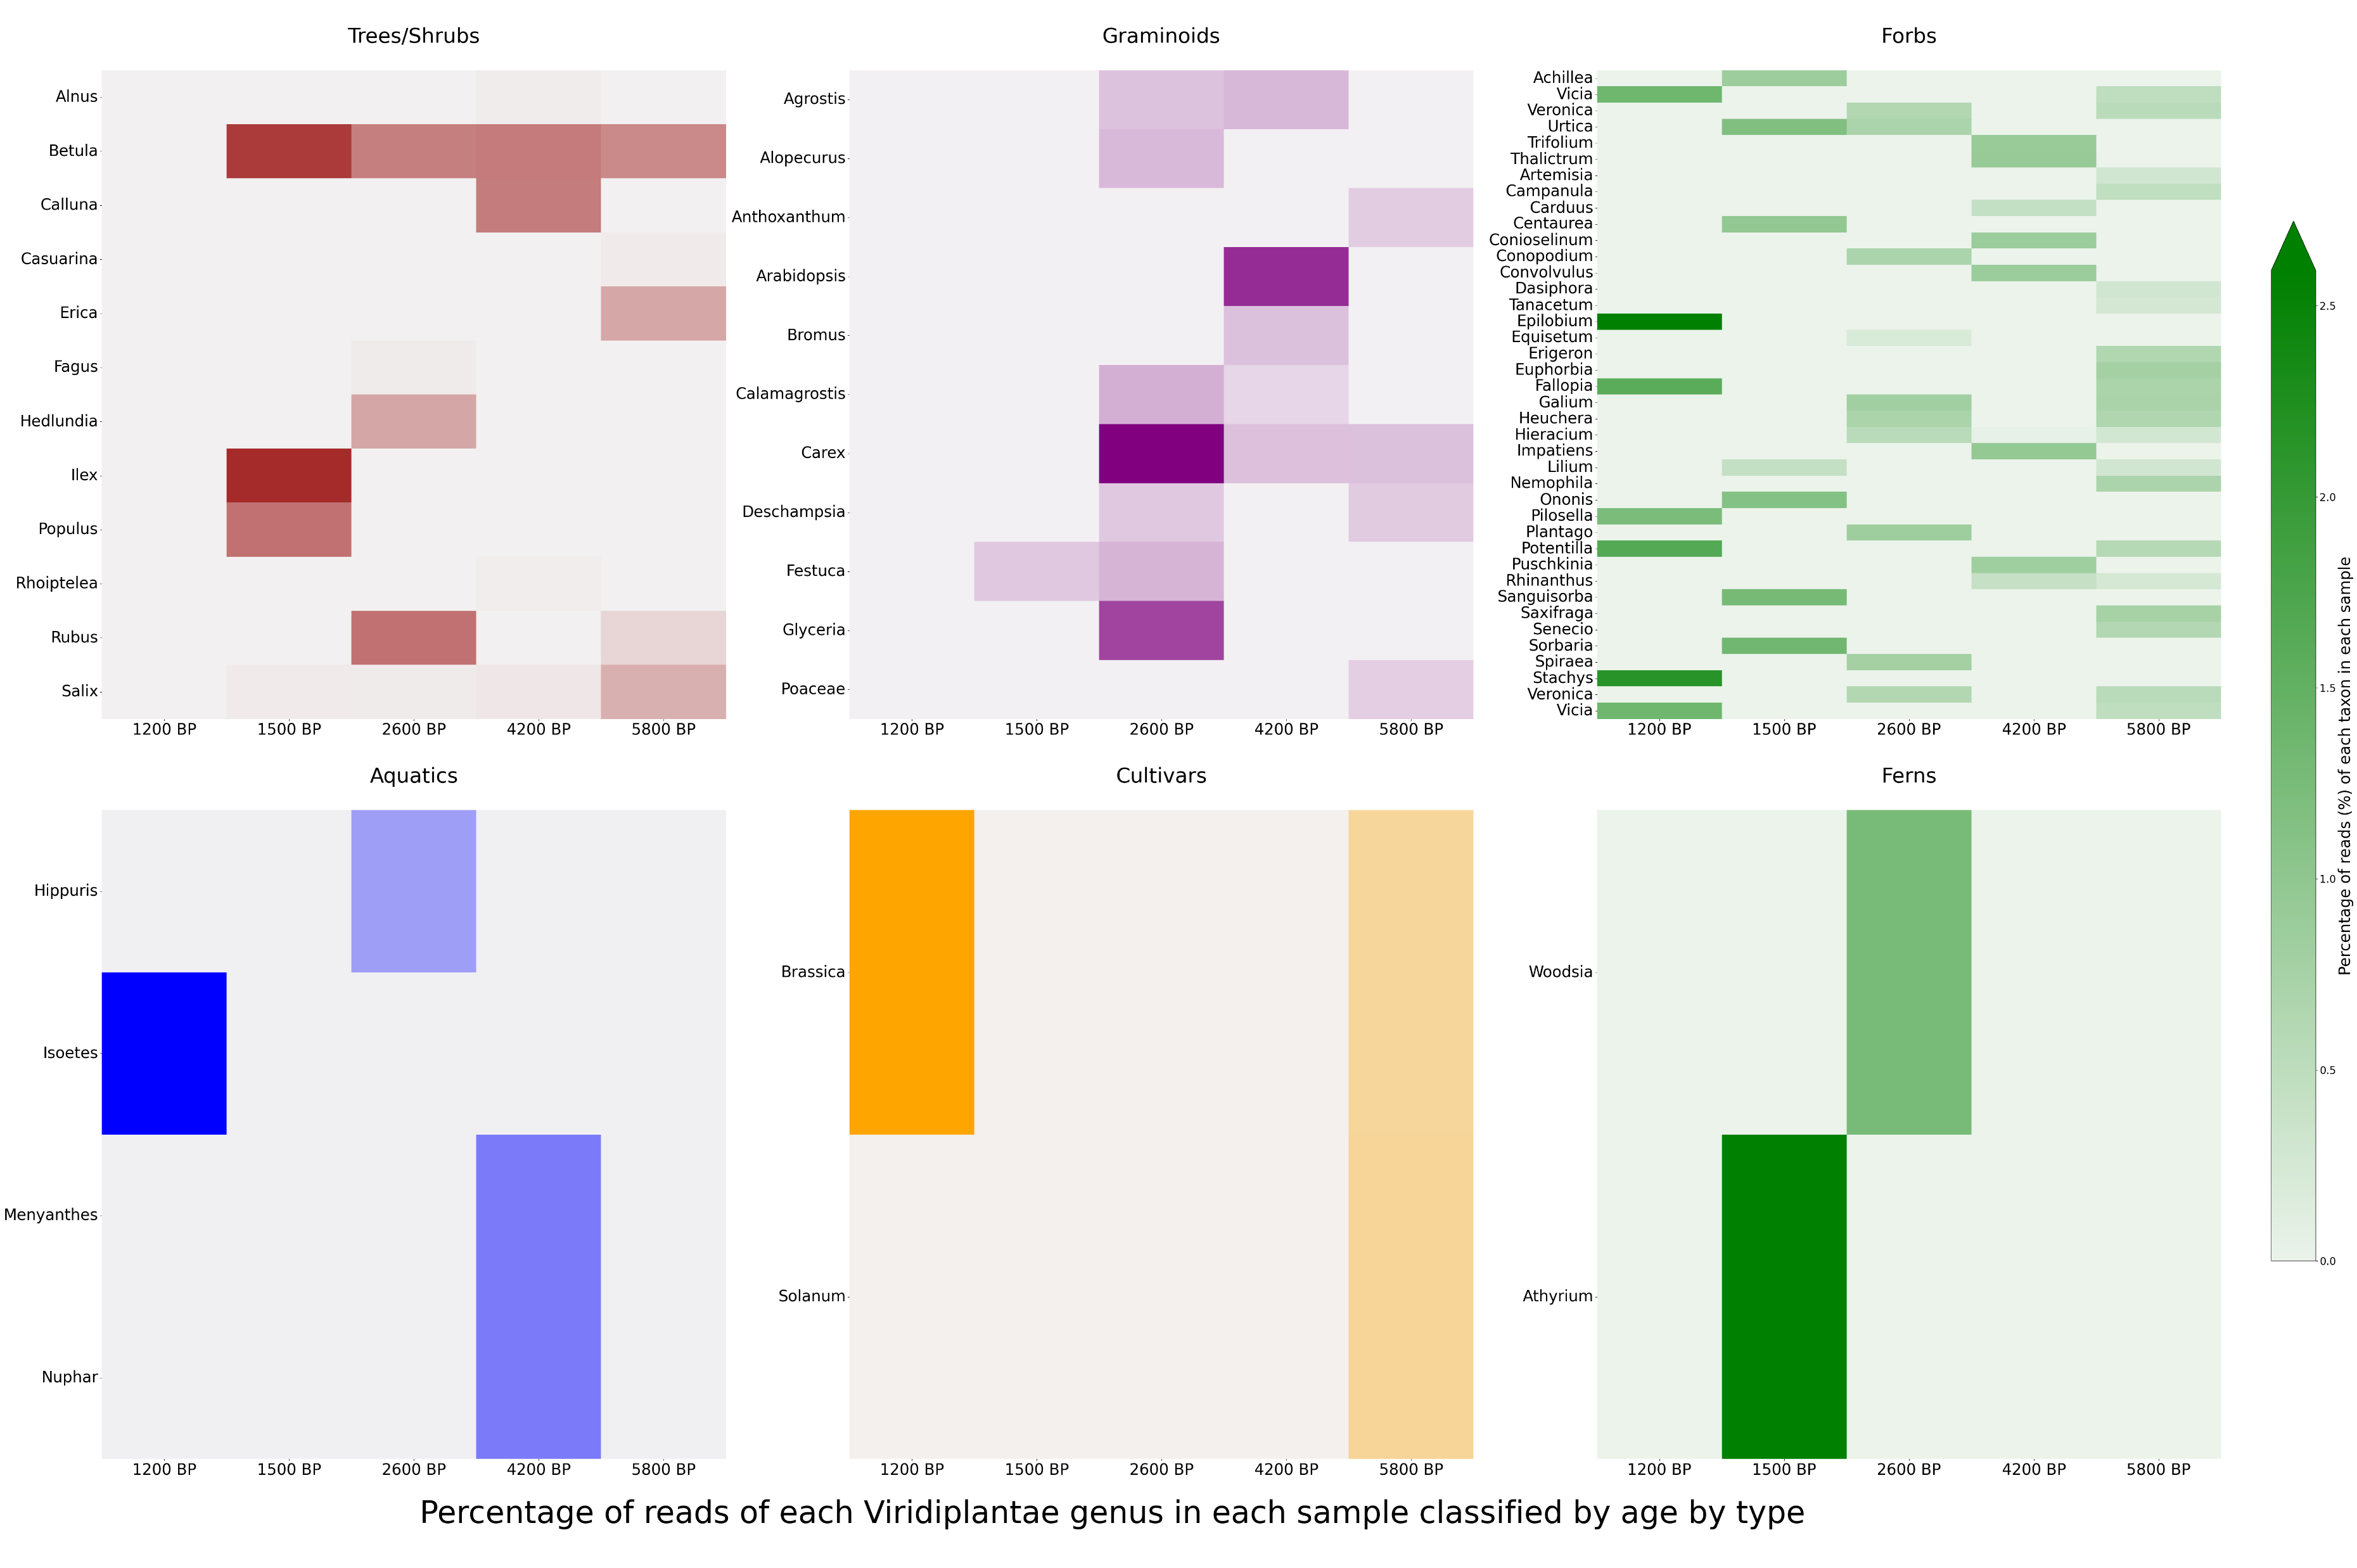 Trees/Shrubs
Alnus
Betula
Calluna
Casuarina
Erica
Fagus
Hedlundia
Ilex
Populus
Rhoiptelea
Rubus
Salix
1200 BP 1500 BP 2600 BP 4200 BP 5800 BP
Graminoids
Agrostis
Alopecurus
Anthoxanthum
Arabidopsis
Bromus
Calamagrostis
Carex
Deschampsia
Festuca
Glyceria
Poaceae
1200 BP 1500 BP 2600 BP 4200 BP 5800 BP
Forbs
Achillea
Vicia
Veronica
Urtica
Trifolium
Thalictrum
Artemisia
Campanula
Carduus
Centaurea
Conioselinum
Conopodium
Convolvulus
Dasiphora
Tanacetum
Epilobium
Equisetum
Erigeron
Euphorbia
Fallopia
Galium
Heuchera
Hieracium
Impatiens
Lilium
Nemophila
Ononis
Pilosella
Plantago
Potentilla
Puschkinia
Rhinanthus
Sanguisorba
Saxifraga
Senecio
Sorbaria
Spiraea
Stachys
Veronica
Vicia
1200 BP 1500 BP 2600 BP 4200 BP 5800 BP
Aquatics
Hippuris
Isoetes
Menyanthes
Nuphar
1200 BP 1500 BP 2600 BP 4200 BP 5800 BP
Cultivars
Brassica
Solanum
1200 BP 1500 BP 2600 BP 4200 BP 5800 BP
Ferns
Woodsia
Athyrium
1200 BP 1500 BP 2600 BP 4200 BP 5800 BP
2.5
2.0
1.5
1.0
0.5
0.0
Percentage of reads (%) of each taxon in each sample
Percentage of reads of each Viridiplantae genus in each sample classified by age by type